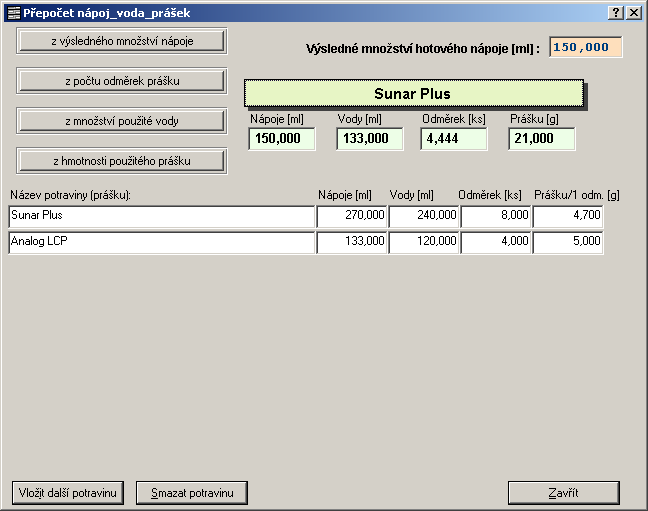 Přepočet nápoj_voda_prášek
z výsledného množství nápoje
Výsledné množství hotového nápoje [ml] : 150,000
z počtu odměrek prášku
Sunar Plus
z množství použité vody
Nápoje [ml] Vody [ml] Odměrek [ks] Prášku [g]
150,000 133,000 4,444 21,000
z hmotnosti použitého prášku
Název potraviny (prášku): Nápoje [ml] Vody [ml] Odměrek [ks] Prášku/1 odm. [g]
Sunar Plus 270,000 240,000 8,000 4,700
Analog LCP 133,000 120,000 4,000 5,000
Vložit další potravinu Smazat potravinu Zavřít